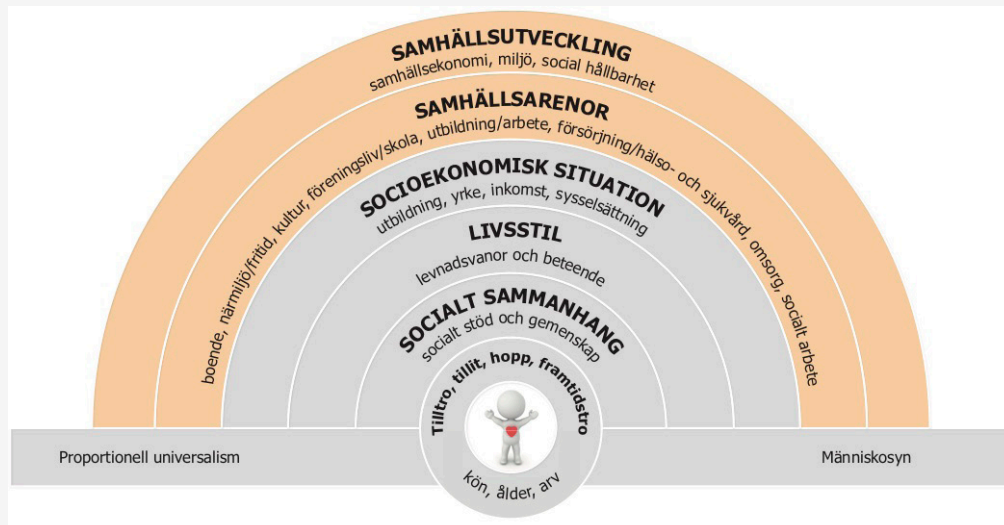 SAMHÄLLSUTVECKLING
samhällsekonomi, miljö, social hållbarhet
SAMHÄLLSARENOR
boende, närmiljö/fritid, kultur, föreningsliv/skola, utbildning/arbete, försörjning/hälso- och sjukvård, omsorg, socialt arbete
SOCIOEKONOMISK SITUATION
utbildning, yrke, inkomst, sysselsättning
LIVSSTIL
levnadsvanor och beteende
SOCIALT SAMMANHANG
socialt stöd och gemenskap
Tilltro, tillit, hopp, framtidstro
Proportionell universalism
Människosyn
kön, ålder, arv